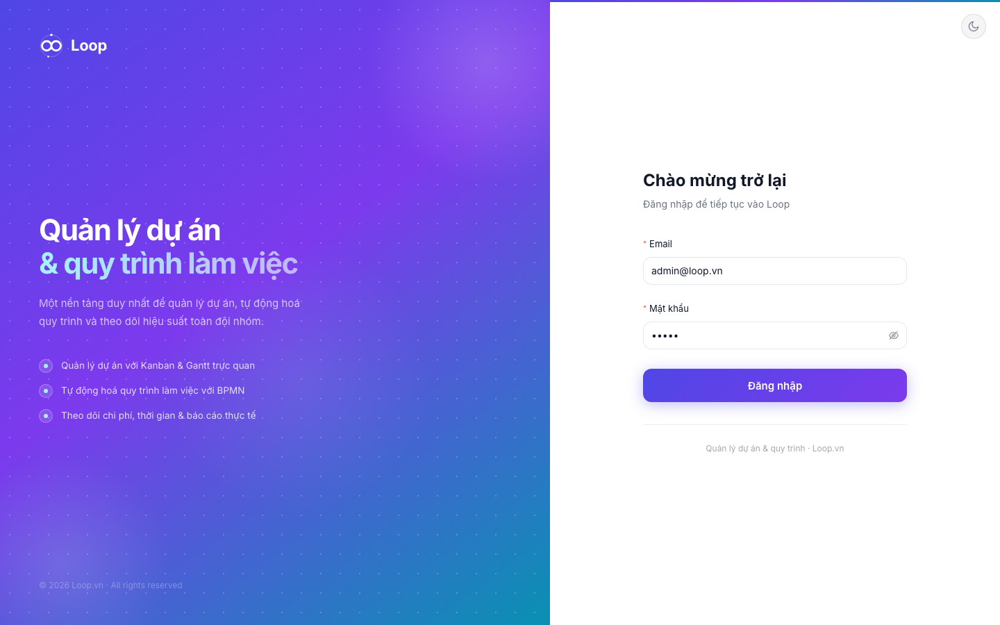 Loop
Quản lý dự án
& quy trình làm việc
Một nền tảng duy nhất để quản lý dự án, tự động hoá
quy trình và theo dõi hiệu suất toàn đội nhóm.
Quản lý dự án với Kanban & Gantt trực quan
Tự động hoá quy trình làm việc với BPMN
Theo dõi chi phí, thời gian & báo cáo thực tế
© 2026 Loop.vn · All rights reserved
Chào mừng trở lại
Đăng nhập để tiếp tục vào Loop
* Email
admin@loop.vn
* Mật khẩu
•••••
Đăng nhập
Quản lý dự án & quy trình · Loop.vn